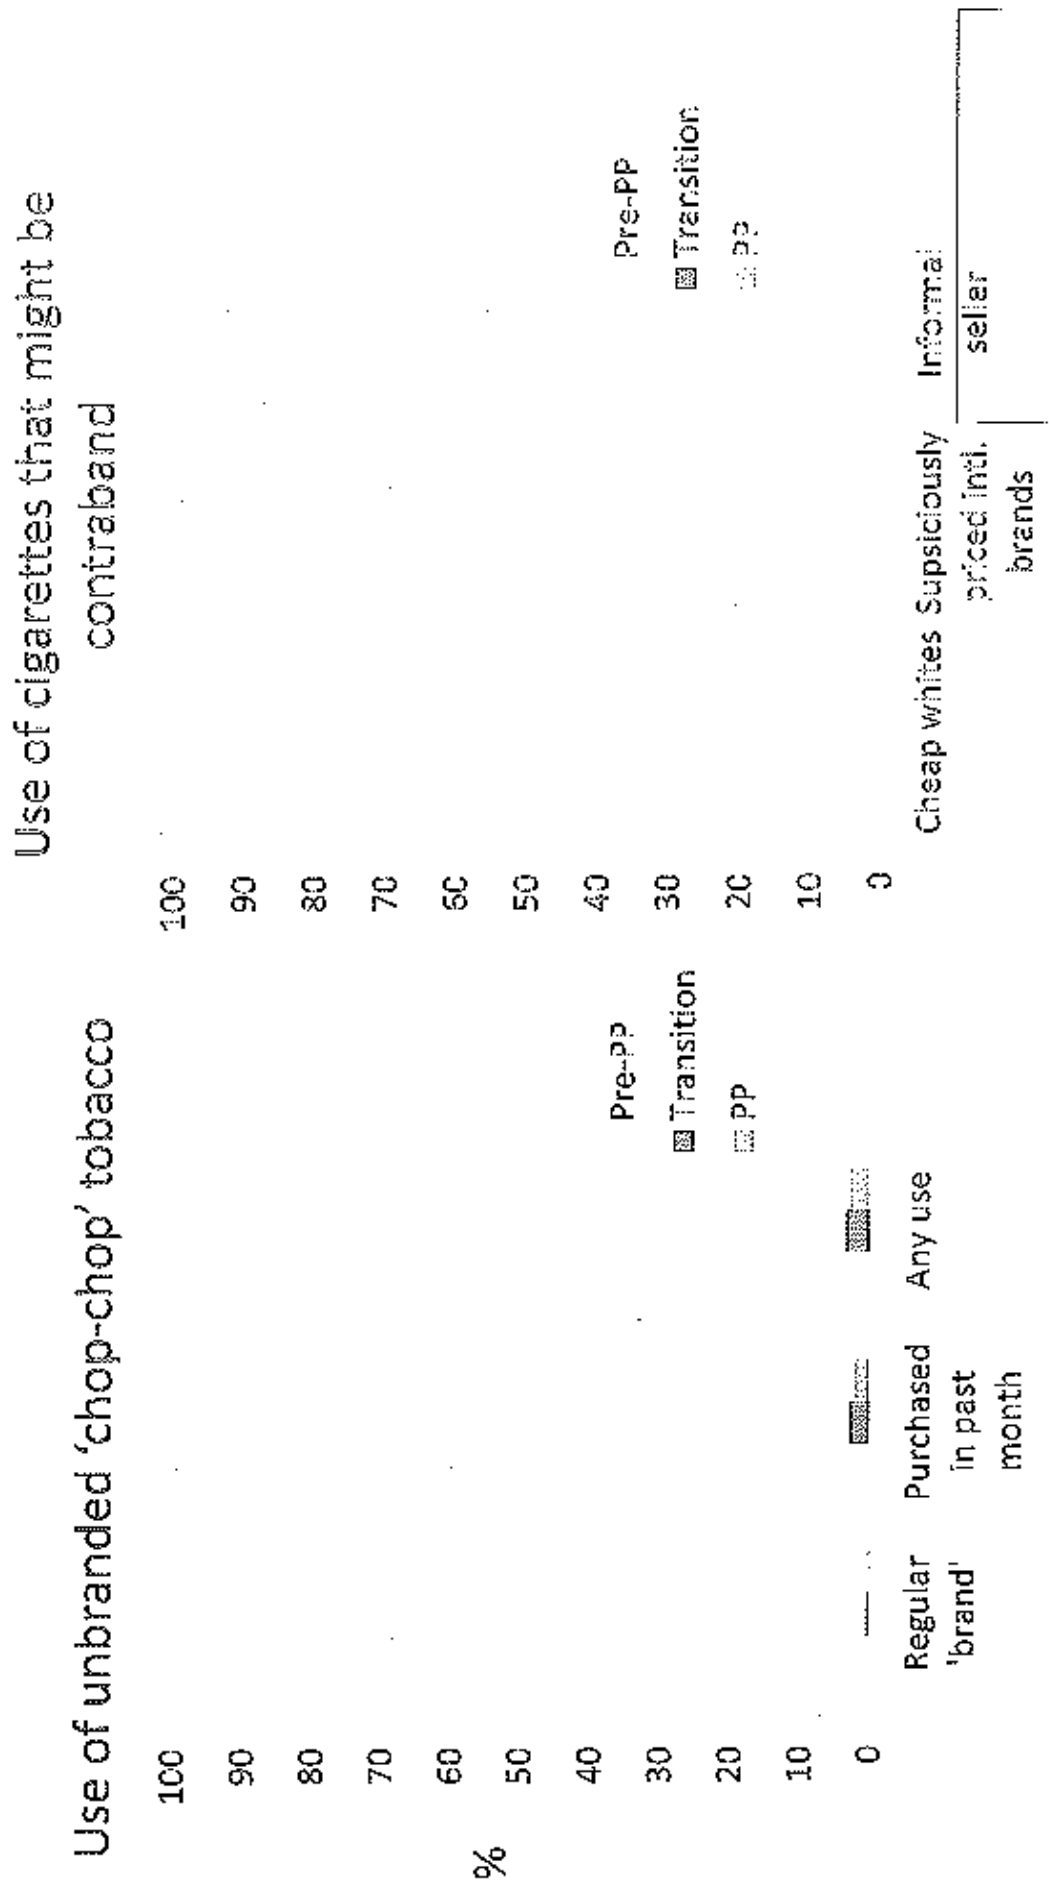 Use of unbranded 'chop-chop' tobacco
%
100
90
80
70
60
50
40
30
20
10
0
Pre-PP
Transition
PP
Regular
'brand'
Purchased
in past
month
Any use
Use of cigarettes that might be
contraband
100
90
80
70
60
50
40
30
20
10
0
Pre-PP
Transition
PP
Cheap whites
Supsiciously
priced intl.
brands
Informal
seller